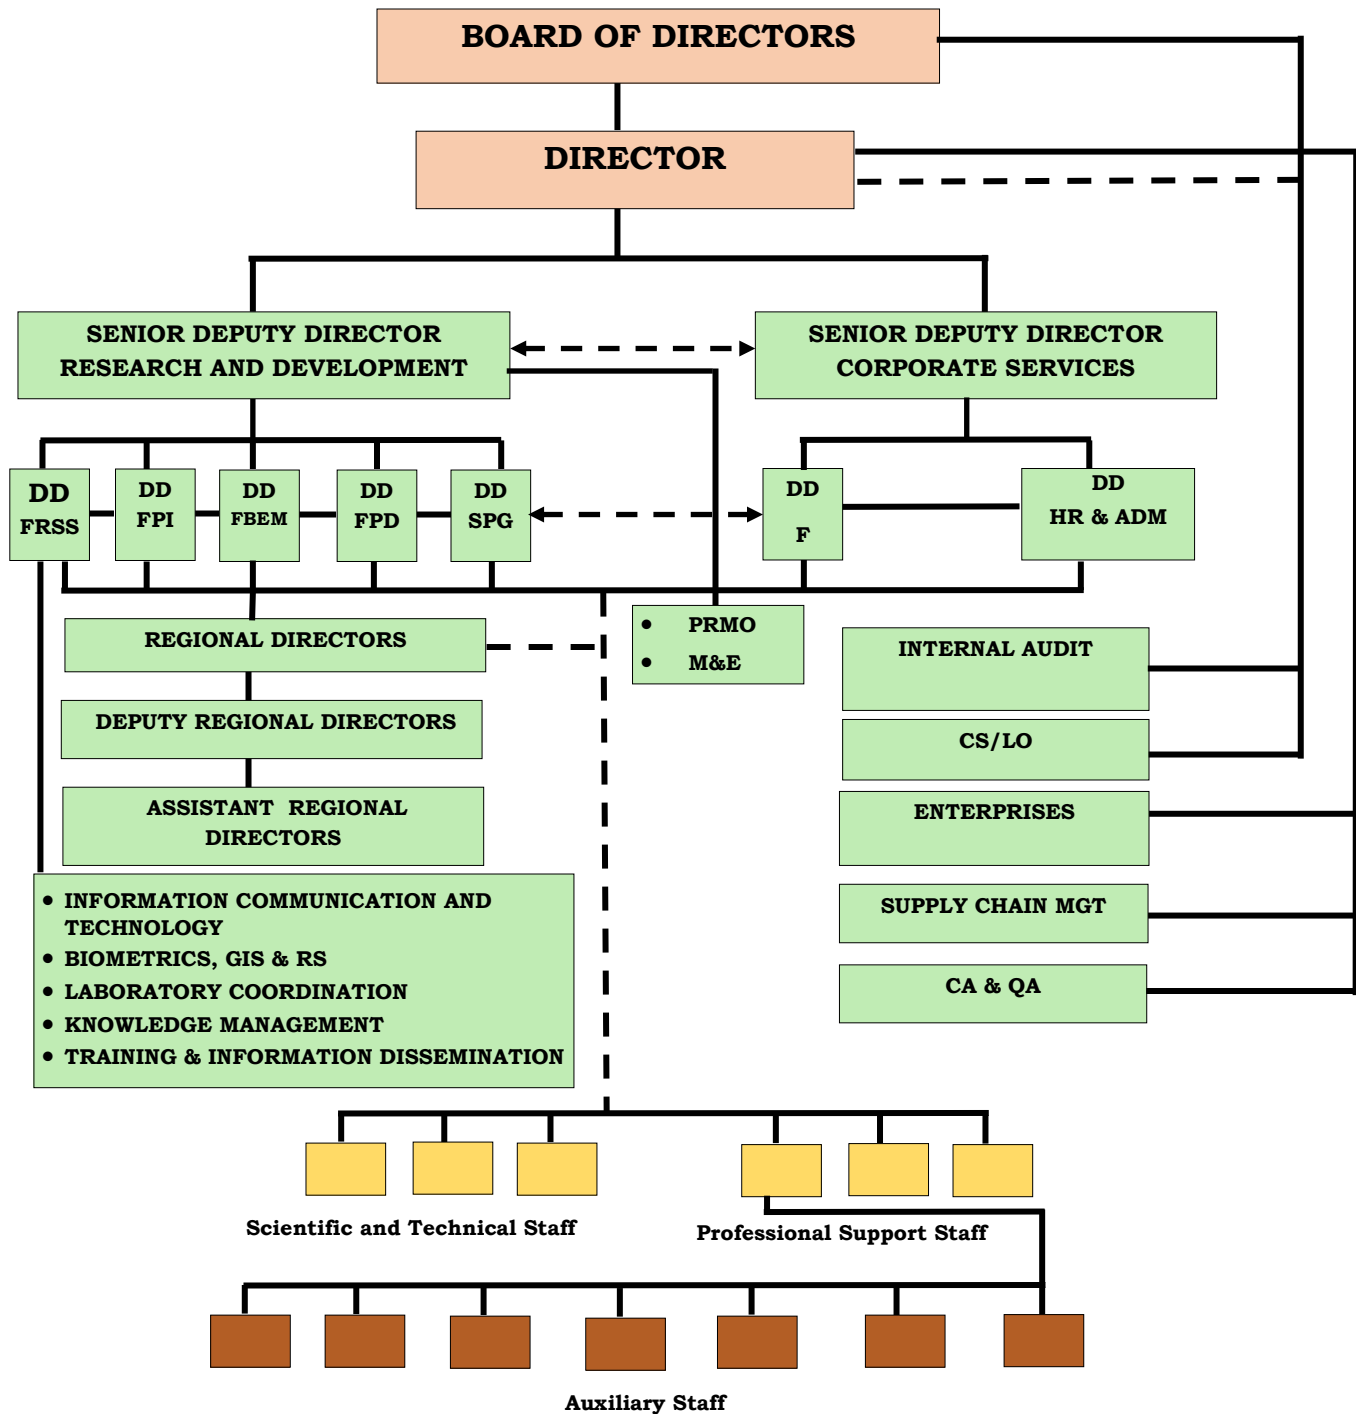 BOARD OF DIRECTORS
DIRECTOR
SENIOR DEPUTY DIRECTOR
RESEARCH AND DEVELOPMENT
SENIOR DEPUTY DIRECTOR
CORPORATE SERVICES
DD
FRSS
DD
FPI
DD
FBEM
DD
FPD
DD
SPG
DD
F
DD
HR & ADM
REGIONAL DIRECTORS
• PRMO
• M&E
INTERNAL AUDIT
DEPUTY REGIONAL DIRECTORS
CS/LO
ASSISTANT REGIONAL
DIRECTORS
ENTERPRISES
• INFORMATION COMMUNICATION AND
TECHNOLOGY
• BIOMETRICS, GIS & RS
• LABORATORY COORDINATION
• KNOWLEDGE MANAGEMENT
• TRAINING & INFORMATION DISSEMINATION
SUPPLY CHAIN MGT
CA & QA
Scientific and Technical Staff
Professional Support Staff
Auxiliary Staff